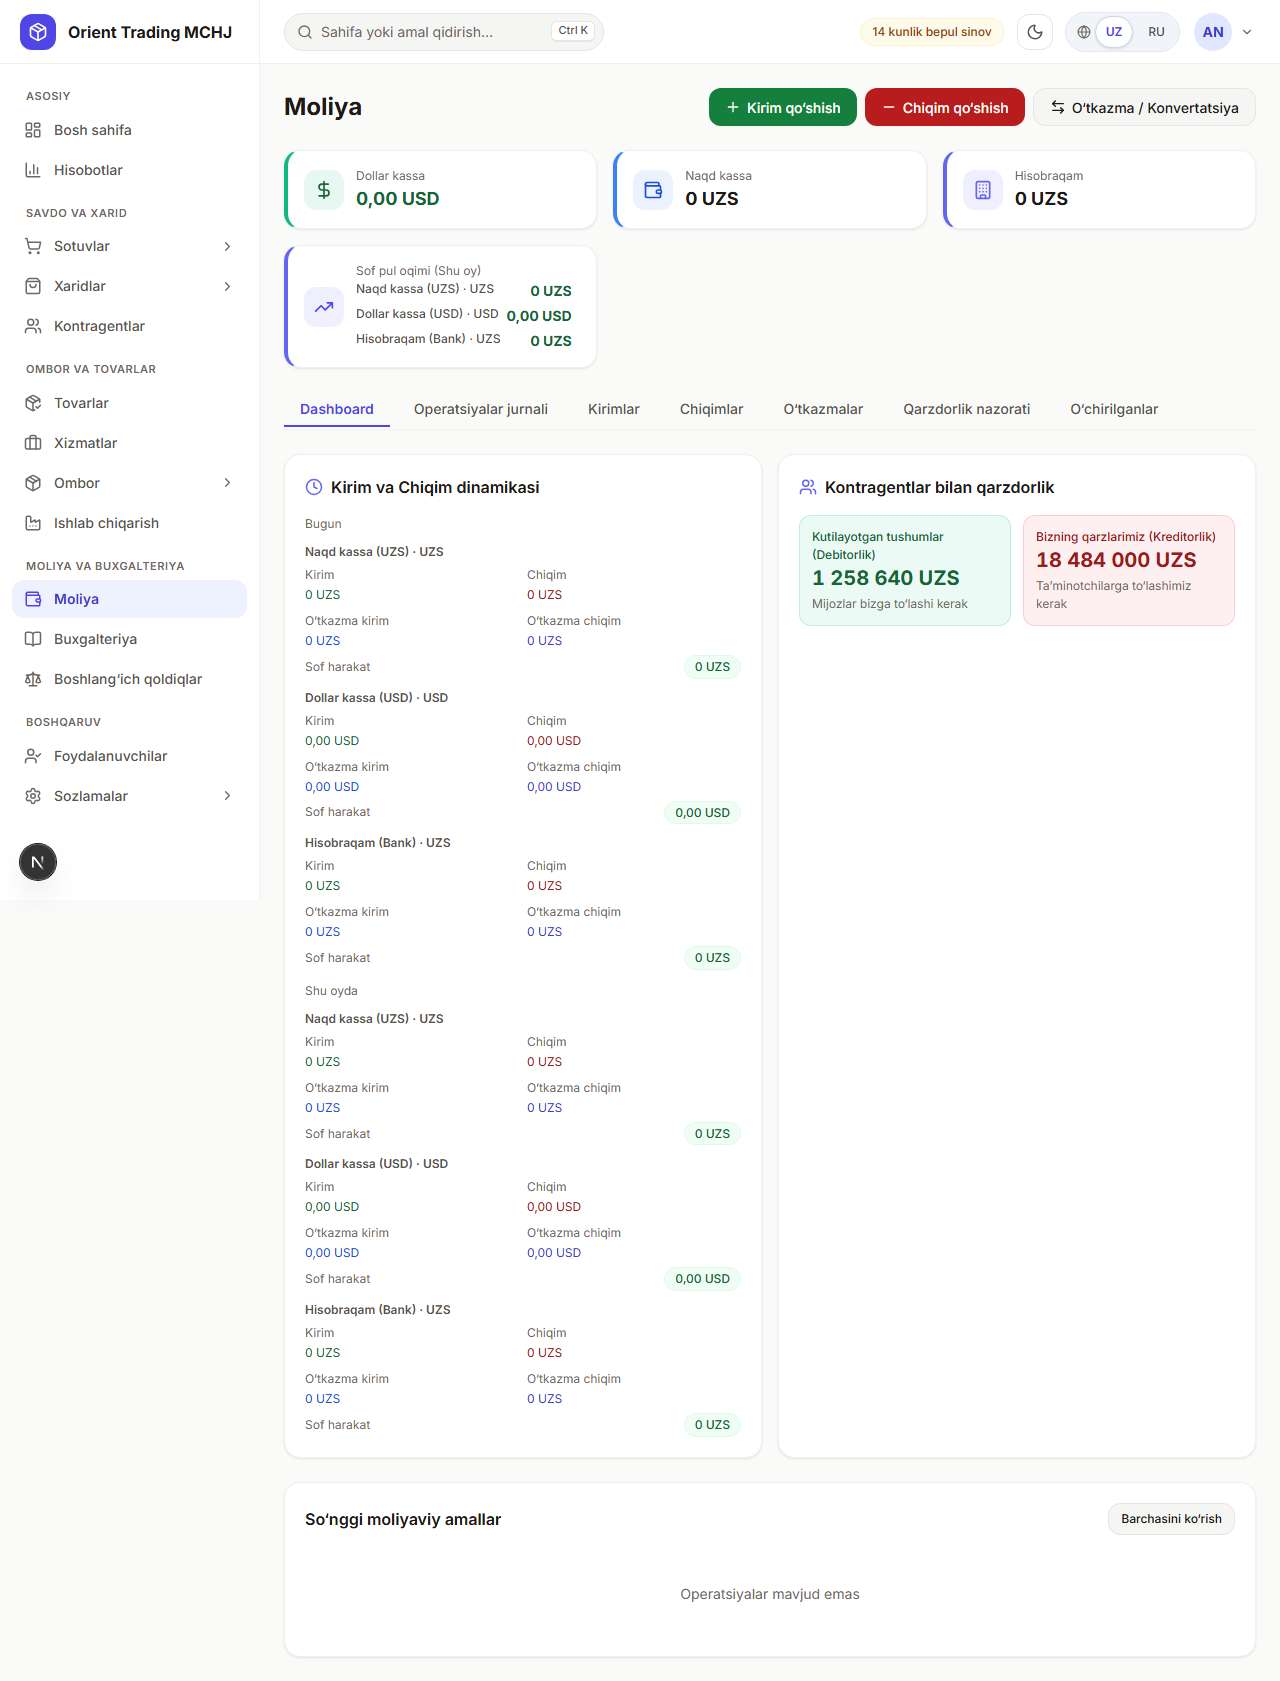 Orient Trading MCHJ
Sahifa yoki amal qidirish...
Ctrl K
14 kunlik bepul sinov
UZ
RU
AN
ASOSIY
Bosh sahifa
Hisobotlar
SAVDO VA XARID
Sotuvlar
Xaridlar
Kontragentlar
OMBOR VA TOVARLAR
Tovarlar
Xizmatlar
Ombor
Ishlab chiqarish
MOLIYA VA BUXGALTERIYA
Moliya
Buxgalteriya
Boshlang‘ich qoldiqlar
BOSHQARUV
Foydalanuvchilar
Sozlamalar
N
Moliya
Kirim qo‘shish
Chiqim qo‘shish
O‘tkazma / Konvertatsiya
Dollar kassa
0,00 USD
Naqd kassa
0 UZS
Hisobraqam
0 UZS
Sof pul oqimi (Shu oy)
Naqd kassa (UZS) · UZS 0 UZS
Dollar kassa (USD) · USD 0,00 USD
Hisobraqam (Bank) · UZS 0 UZS
Dashboard
Operatsiyalar jurnali
Kirimlar
Chiqimlar
O‘tkazmalar
Qarzdorlik nazorati
O‘chirilganlar
Kirim va Chiqim dinamikasi
Bugun
Naqd kassa (UZS) · UZS
Kirim Chiqim
0 UZS 0 UZS
O‘tkazma kirim O‘tkazma chiqim
0 UZS 0 UZS
Sof harakat 0 UZS
Dollar kassa (USD) · USD
Kirim Chiqim
0,00 USD 0,00 USD
O‘tkazma kirim O‘tkazma chiqim
0,00 USD 0,00 USD
Sof harakat 0,00 USD
Hisobraqam (Bank) · UZS
Kirim Chiqim
0 UZS 0 UZS
O‘tkazma kirim O‘tkazma chiqim
0 UZS 0 UZS
Sof harakat 0 UZS
Shu oyda
Naqd kassa (UZS) · UZS
Kirim Chiqim
0 UZS 0 UZS
O‘tkazma kirim O‘tkazma chiqim
0 UZS 0 UZS
Sof harakat 0 UZS
Dollar kassa (USD) · USD
Kirim Chiqim
0,00 USD 0,00 USD
O‘tkazma kirim O‘tkazma chiqim
0,00 USD 0,00 USD
Sof harakat 0,00 USD
Hisobraqam (Bank) · UZS
Kirim Chiqim
0 UZS 0 UZS
O‘tkazma kirim O‘tkazma chiqim
0 UZS 0 UZS
Sof harakat 0 UZS
Kontragentlar bilan qarzdorlik
Kutilayotgan tushumlar
(Debitorlik)
1 258 640 UZS
Mijozlar bizga to‘lashi kerak
Bizning qarzlarimiz (Kreditorlik)
18 484 000 UZS
Ta’minotchilarga to‘lashimiz
kerak
So‘nggi moliyaviy amallar
Barchasini ko‘rish
Operatsiyalar mavjud emas